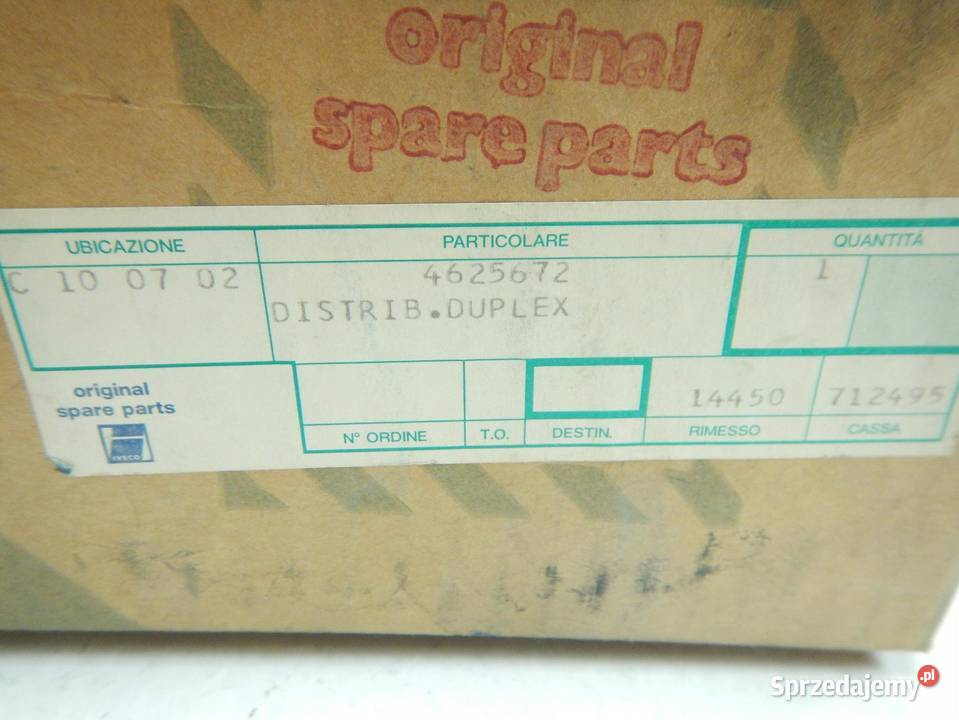 original
spare parts
UBICAZIONE
PARTICOLARE
QUANTITÀ
C 10 07 02
4625672
1
DISTRIB.DUPLEX
original
spare parts
IVECO
14450
712495
N° ORDINE
T.O.
DESTIN.
RIMESSO
CASSA
Sprzedajemy.pl